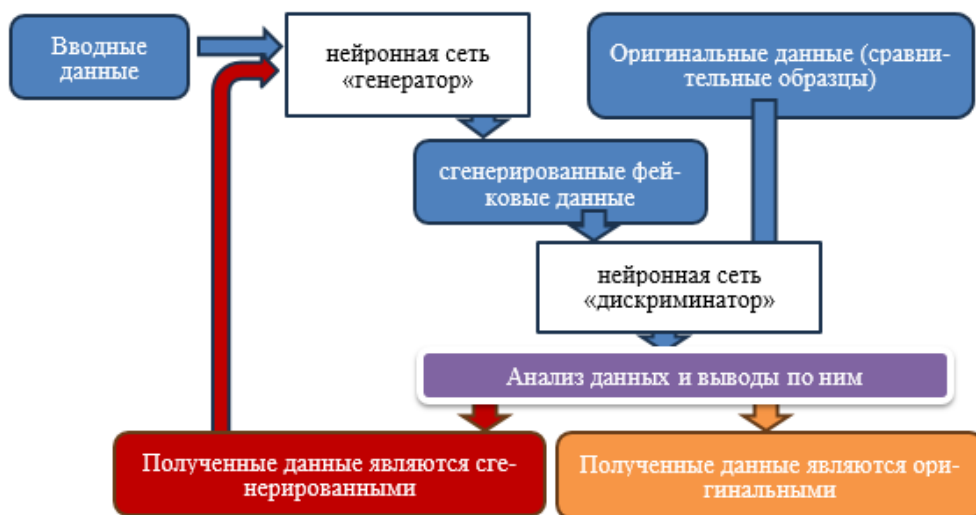 Вводные
данные
нейронная сеть
«генератор»
Оригинальные данные (сравни-
тельные образцы)
сгенерированные фей-
ковые данные
нейронная сеть
«дискриминатор»
Анализ данных и выводы по ним
Полученные данные являются сге-
нерированными
Полученные данные являются ори-
гинальными